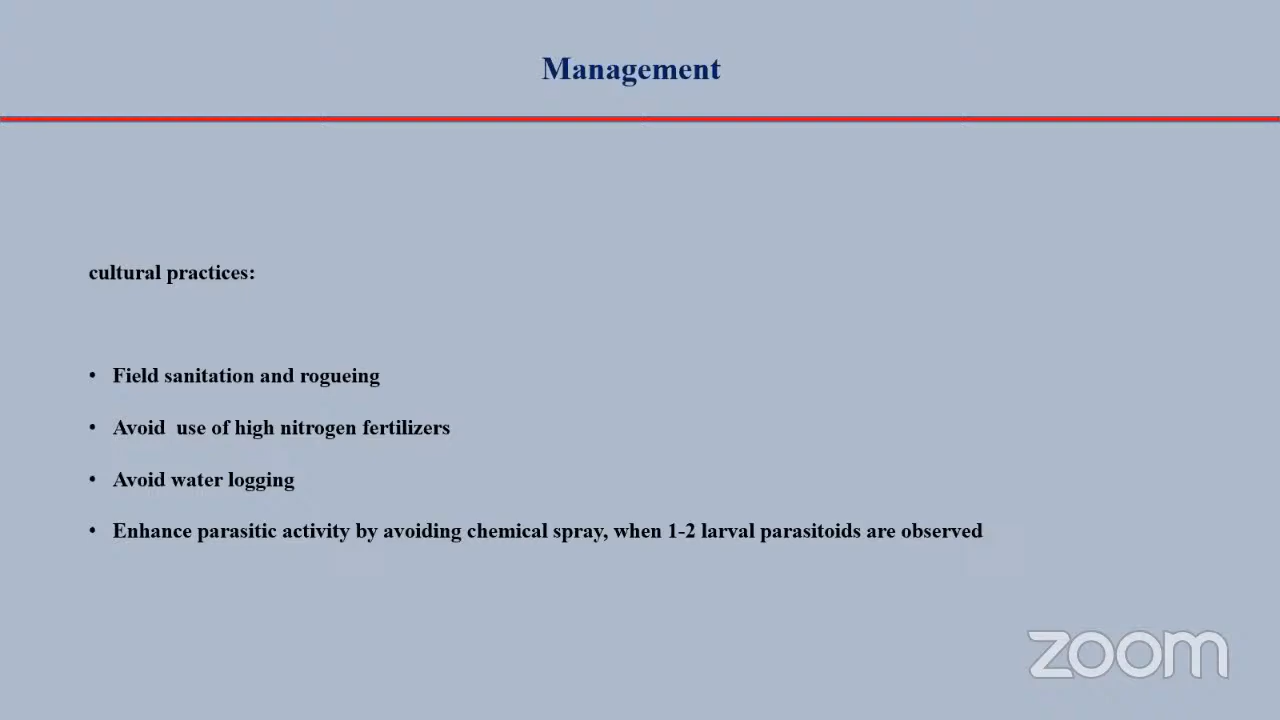 Management
cultural practices:
• Field sanitation and rogueing
• Avoid  use of high nitrogen fertilizers
• Avoid water logging
• Enhance parasitic activity by avoiding chemical spray, when 1-2 larval parasitoids are observed
zoom